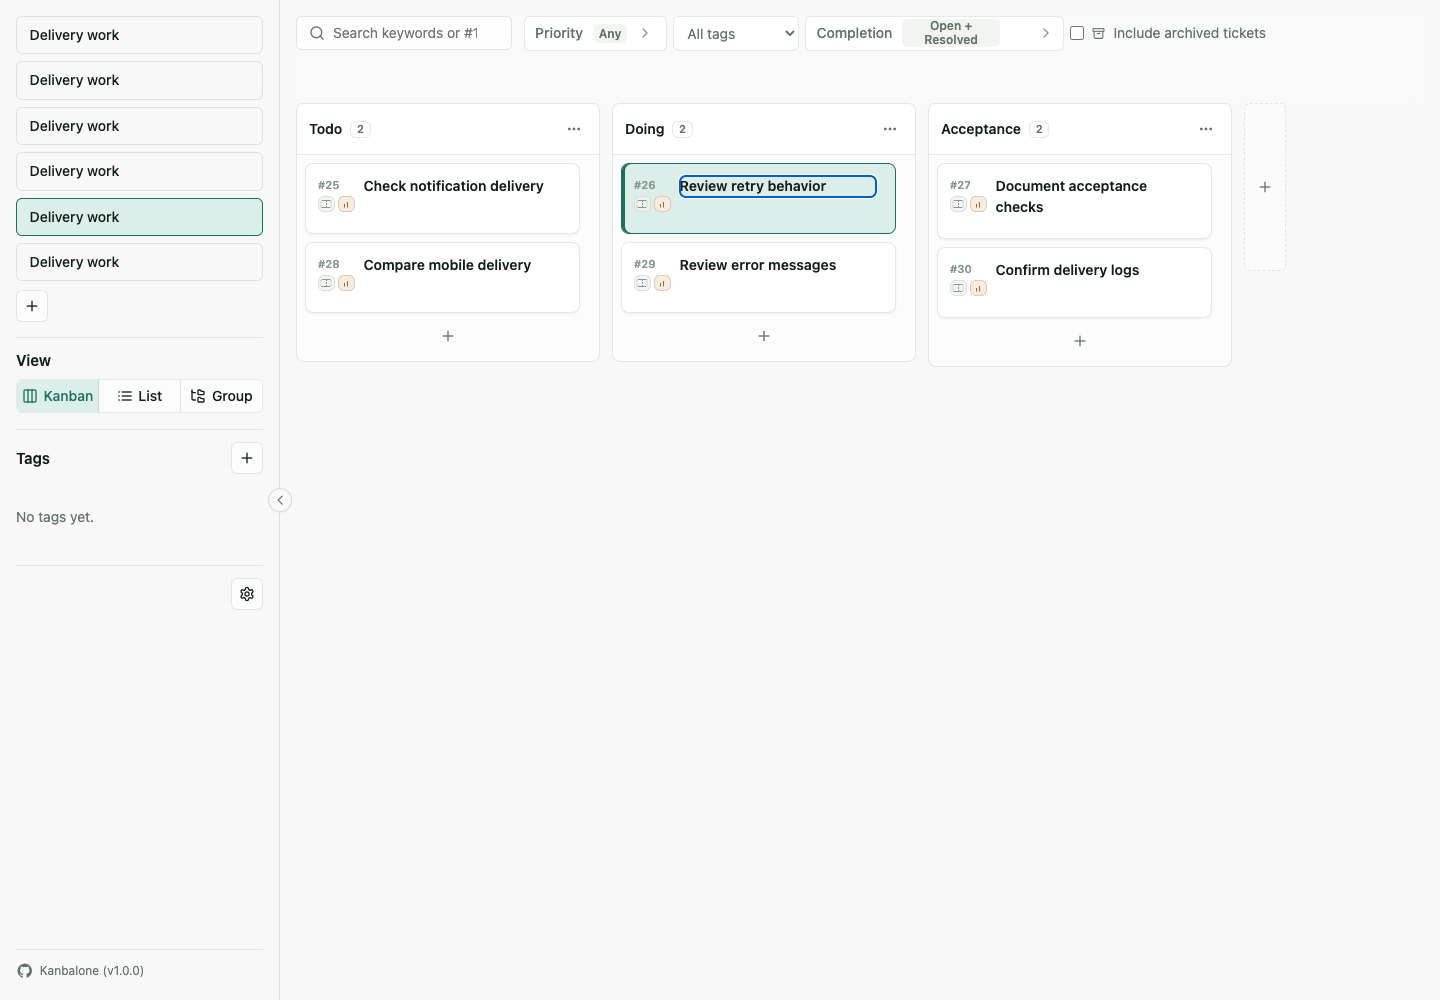 Delivery work
Delivery work
Delivery work
Delivery work
Delivery work
Delivery work
View
Kanban
List
Group
Tags
No tags yet.
Kanbalone (v1.0.0)
Search keywords or #1
Priority Any
All tags
Completion
Open +
Resolved
Include archived tickets
Todo 2
#25 Check notification delivery
#28 Compare mobile delivery
Doing 2
#26 Review retry behavior
#29 Review error messages
Acceptance 2
#27 Document acceptance
checks
#30 Confirm delivery logs